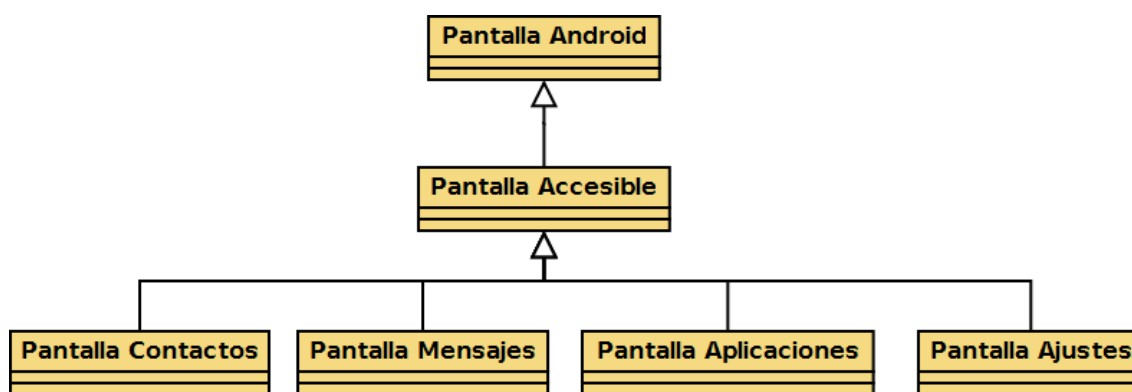 Pantalla Android
Pantalla Accesible
Pantalla Contactos
Pantalla Mensajes
Pantalla Aplicaciones
Pantalla Ajustes